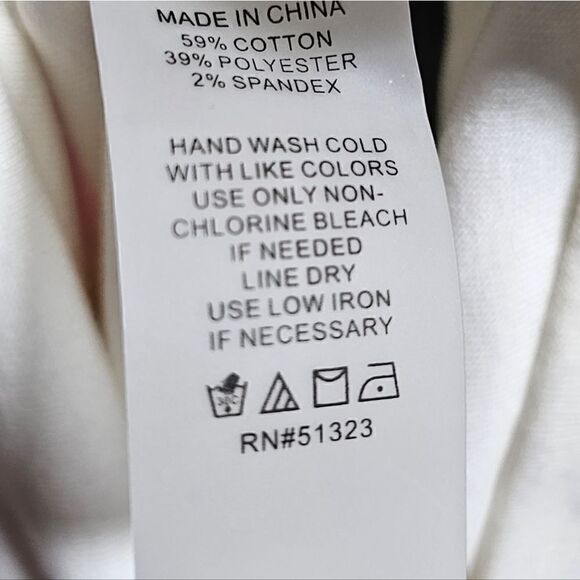 MADE IN CHINA
59% COTTON
39% POLYESTER
2% SPANDEX
HAND WASH COLD
WITH LIKE COLORS
USE ONLY NON-
CHLORINE BLEACH
IF NEEDED
LINE DRY
USE LOW IRON
IF NECESSARY
RN#51323